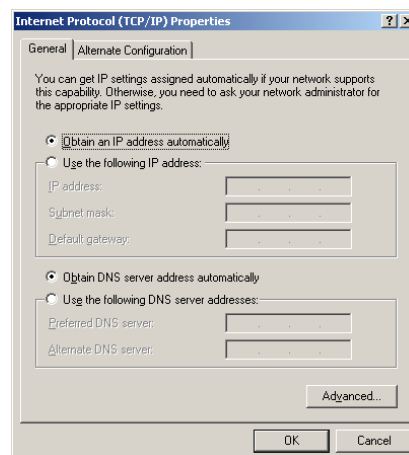 Internet Protocol (TCP/IP) Properties
General
Alternate Configuration
You can get IP settings assigned automatically if your network supports
this capability. Otherwise, you need to ask your network administrator for
the appropriate IP settings.
Obtain an IP address automatically
Use the following IP address:
IP address:
Subnet mask:
Default gateway:
Obtain DNS server address automatically
Use the following DNS server addresses:
Preferred DNS server:
Alternate DNS server:
Advanced...
OK
Cancel